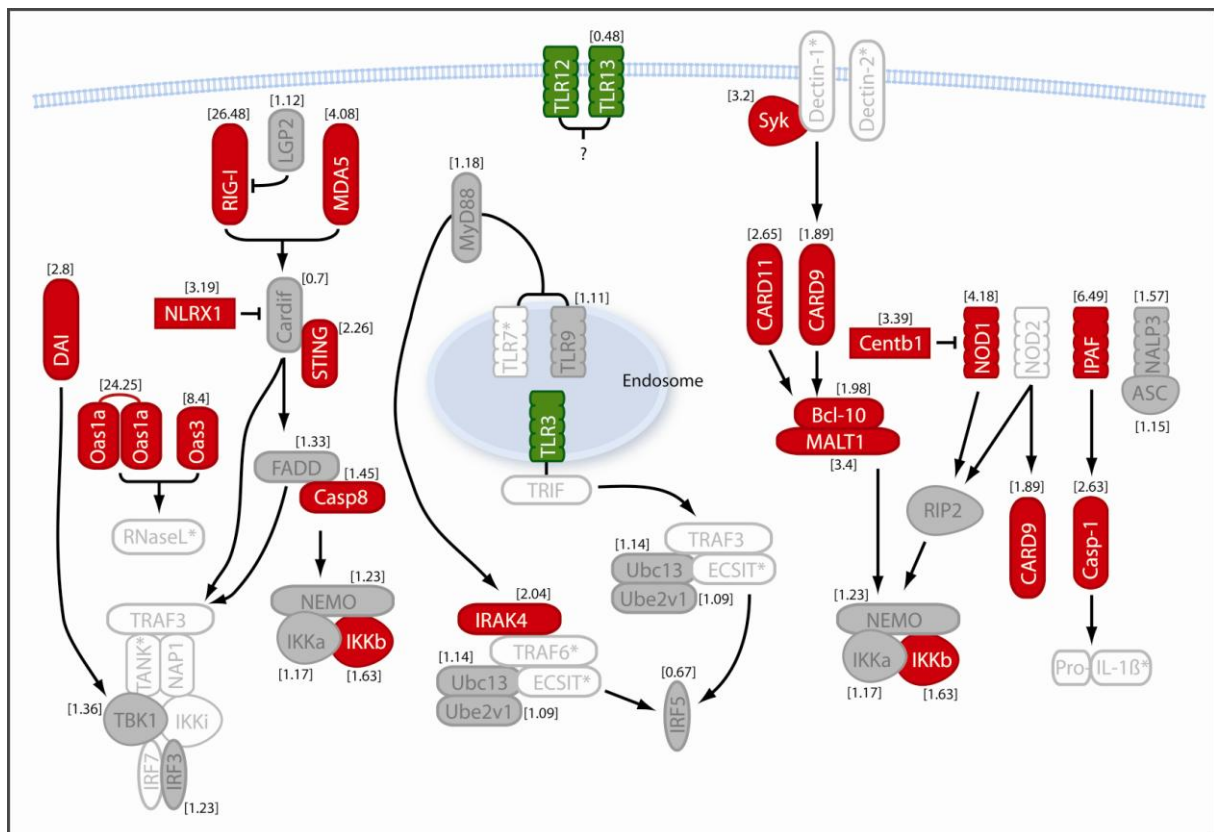 [0.48]
TLR12
TLR13
?
Dectin-1*
Dectin-2*
[3.2]
Syk
[26.48]
RIG-I
[1.12]
LGP2
[4.08]
MDA5
[1.18]
MyD88
[2.65]
CARD11
[1.89]
CARD9
[2.8]
DAI
[3.19]
NLRX1
[0.7]
Cardif
[2.26]
STING
[1.11]
TLR7*
TLR9
Endosome
TLR3
TRIF
[3.39]
Centb1
[4.18]
NOD1
NOD2
[6.49]
IPAF
[1.57]
NALP3
ASC
[1.15]
[24.25]
Oas1a
Oas1a
[8.4]
Oas3
RNaseL*
[1.33]
FADD
[1.45]
Casp8
[1.98]
Bcl-10
MALT1
[3.4]
RIP2
[1.89]
CARD9
[2.63]
Casp-1
TRAF3
[1.14]
Ubc13
ECSIT*
Ube2v1
[1.09]
[1.23]
NEMO
IKKa
IKKb
[1.17]
[1.63]
[2.04]
IRAK4
TRAF6*
[1.14]
Ubc13
ECSIT*
Ube2v1
[1.09]
[0.67]
IRF5
[1.23]
NEMO
IKKa
IKKb
[1.17]
[1.63]
Pro-
IL-1ß*
TRAF3
TANK*
NAP1
[1.36]
TBK1
IKKi
IRF7
IRF3
[1.23]